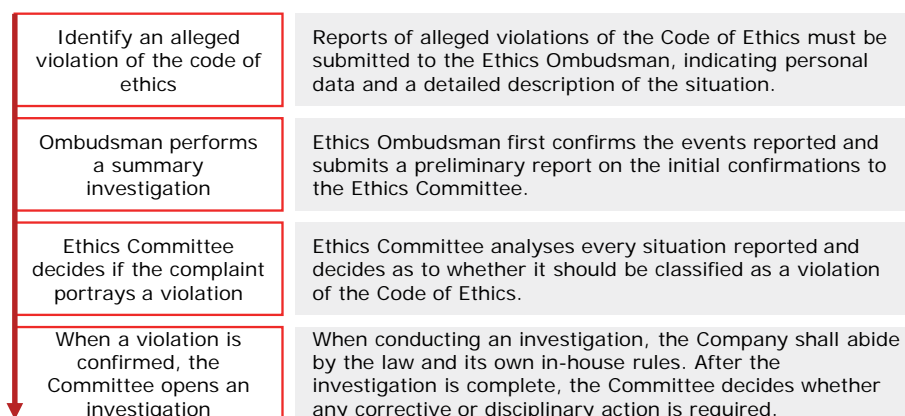 Identify an alleged
violation of the code of
ethics
Reports of alleged violations of the Code of Ethics must be
submitted to the Ethics Ombudsman, indicating personal
data and a detailed description of the situation.
Ombudsman performs
a summary
investigation
Ethics Ombudsman first confirms the events reported and
submits a preliminary report on the initial confirmations to
the Ethics Committee.
Ethics Committee
decides if the complaint
portrays a violation
Ethics Committee analyses every situation reported and
decides as to whether it should be classified as a violation
of the Code of Ethics.
When a violation is
confirmed, the
Committee opens an
investigation
When conducting an investigation, the Company shall abide
by the law and its own in-house rules. After the
investigation is complete, the Committee decides whether
any corrective or disciplinary action is required.